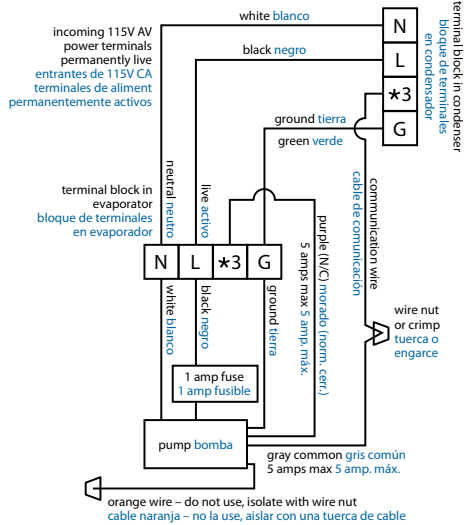 white blanco
incoming 115V AV
power terminals
permanently live
entrantes de 115V CA
terminales de aliment
permanentemente activos
black negro
N
L
*3
G
terminal block in condenser
bloque de terminales
en condensador
ground tierra
green verde
neutral neutro
live activo
terminal block in
evaporator
bloque de terminales
en evaporador
purple (N/C) morado (norm. cerr.)
5 amps max 5 amp. máx.
communication wire
cable de comunicación
N
L
*3
G
white blanco
black negro
ground tierra
wire nut
or crimp
tuerca o
engarce
1 amp fuse
1 amp fusible
pump bomba
gray common gris común
5 amps max 5 amp. máx.
orange wire – do not use, isolate with wire nut
cable naranja – no la use, aislar con una tuerca de cable